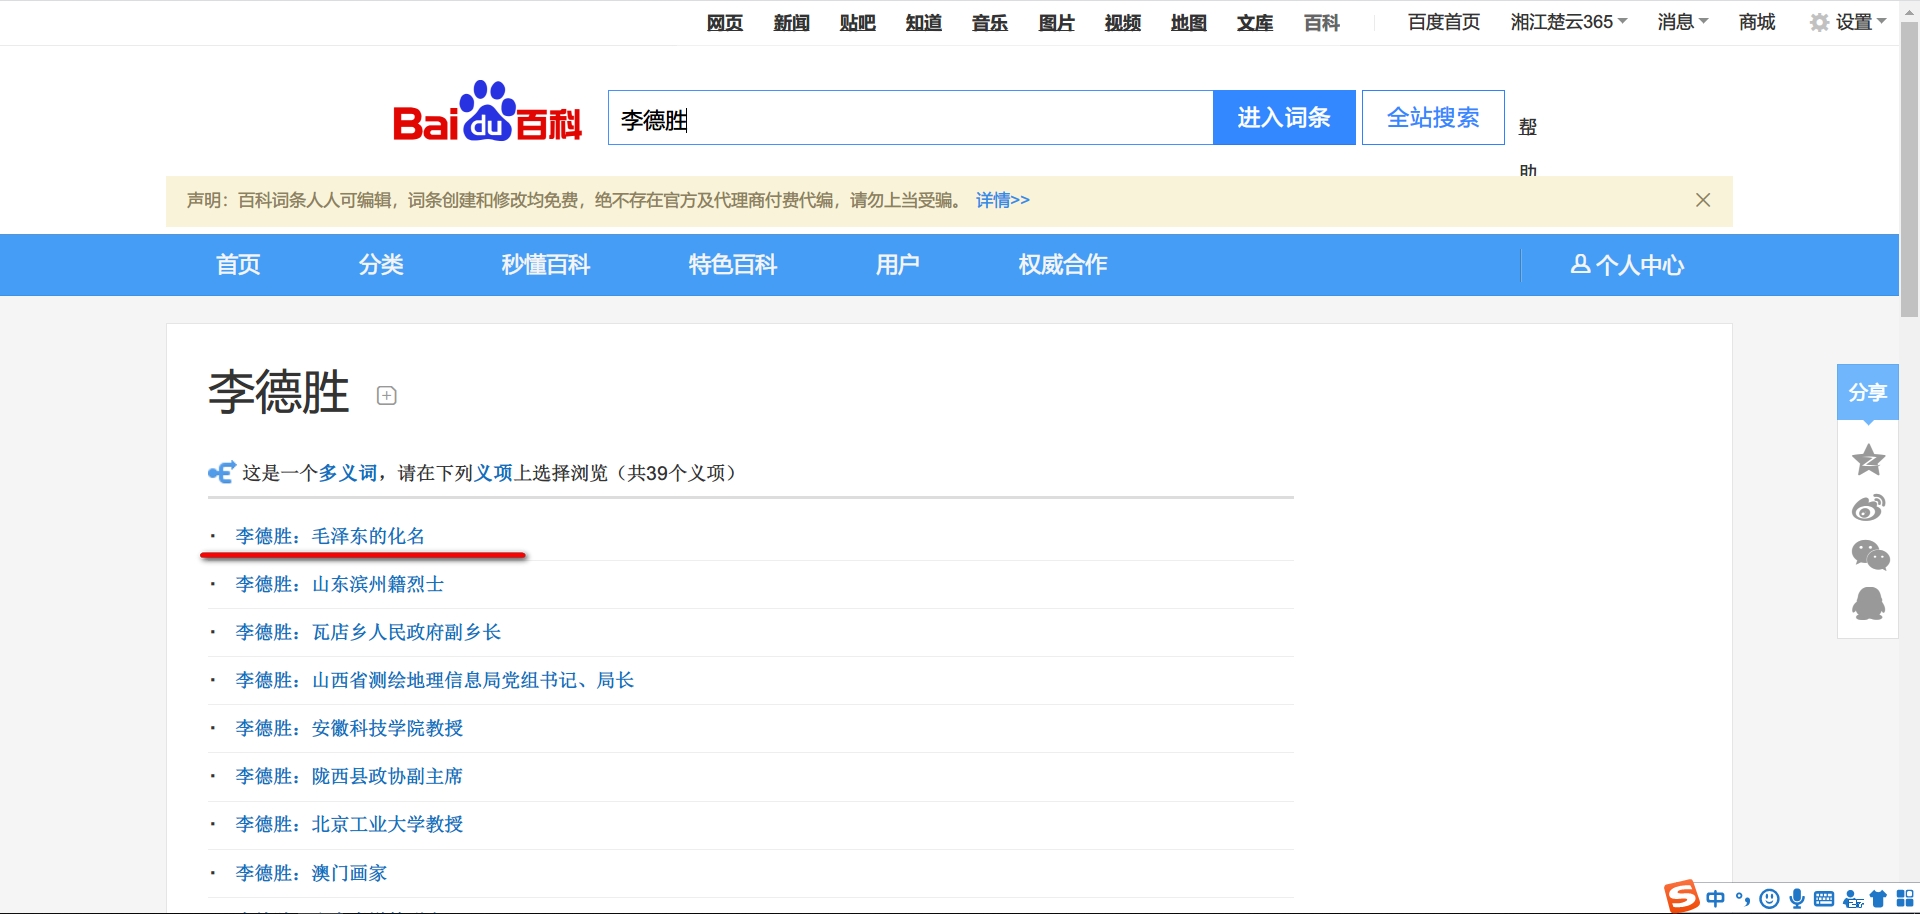 网页 新闻 贴吧 知道 音乐 图片 视频 地图 文库 百科 百度首页 湘江楚云365 消息 商城 设置
Bai du 百科 李德胜 进入词条 全站搜索 帮
助
声明：百科词条人人可编辑，词条创建和修改均免费，绝不存在官方及代理商付费代编，请勿上当受骗。 详情>>
首页 分类 秒懂百科 特色百科 用户 权威合作 个人中心
李德胜
分享
这是一个多义词，请在下列义项上选择浏览（共39个义项）
· 李德胜：毛泽东的化名
· 李德胜：山东滨州籍烈士
· 李德胜：瓦店乡人民政府副乡长
· 李德胜：山西省测绘地理信息局党组书记、局长
· 李德胜：安徽科技学院教授
· 李德胜：陇西县政协副主席
· 李德胜：北京工业大学教授
· 李德胜：澳门画家
中